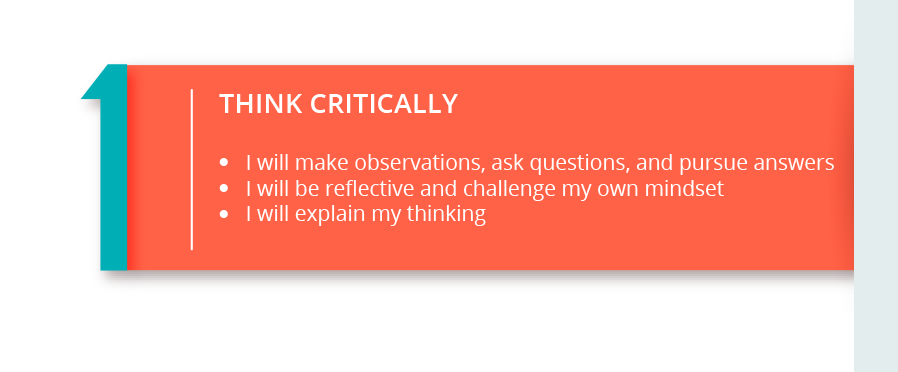 1
THINK CRITICALLY
• I will make observations, ask questions, and pursue answers
• I will be reflective and challenge my own mindset
• I will explain my thinking